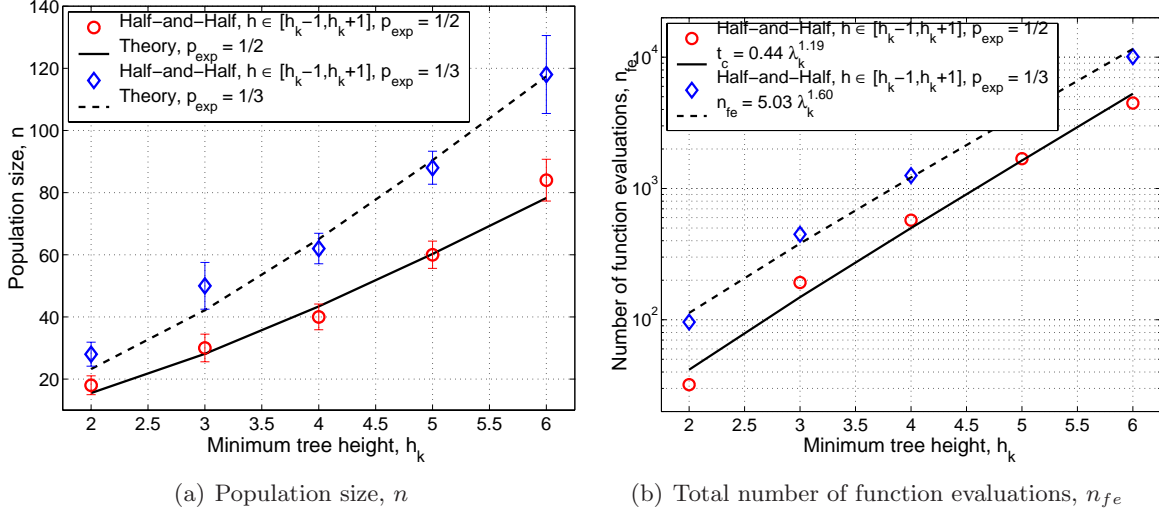 Half−and−Half, h ∈ [h_k−1,h_k+1], p_exp = 1/2
Theory, p_exp = 1/2
Half−and−Half, h ∈ [h_k−1,h_k+1], p_exp = 1/3
Theory, p_exp = 1/3
Population size, n
140
120
100
80
60
40
20
2 2.5 3 3.5 4 4.5 5 5.5 6
Minimum tree height, h_k
(a) Population size, n
Half−and−Half, h ∈ [h_k−1,h_k+1], p_exp = 1/2
t_c = 0.44 λ_k^1.19
Half−and−Half, h ∈ [h_k−1,h_k+1], p_exp = 1/3
n_fe = 5.03 λ_k^1.60
Number of function evaluations, n_fe
10^4
10^3
10^2
2 2.5 3 3.5 4 4.5 5 5.5 6
Minimum tree height, h_k
(b) Total number of function evaluations, n_fe